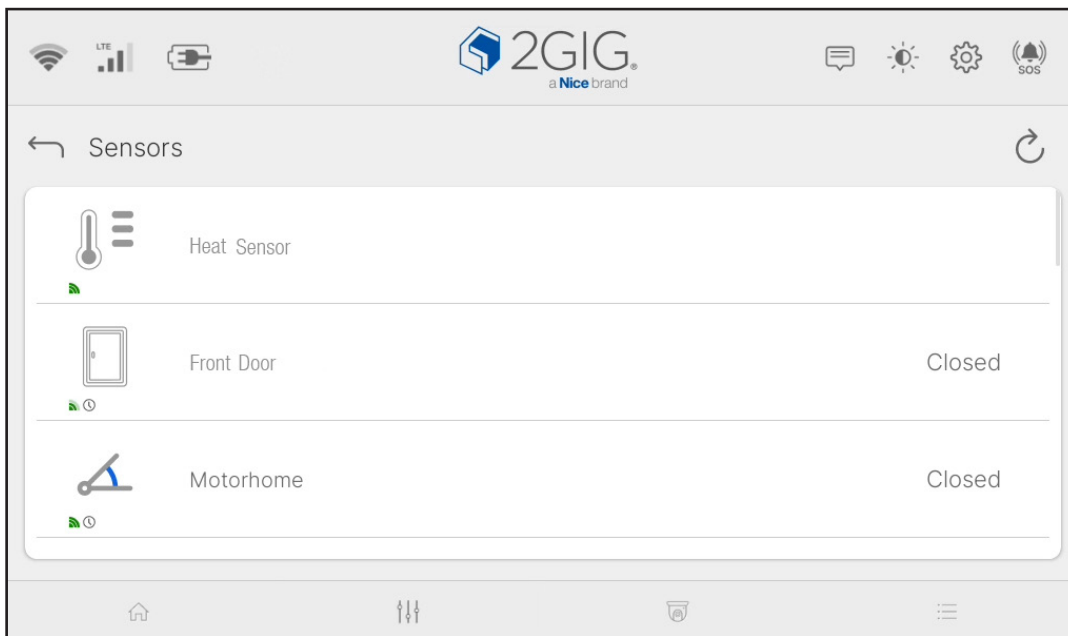 LTE
2GIG®
a Nice brand
SOS
Sensors
Heat Sensor
Front Door
Closed
Motorhome
Closed